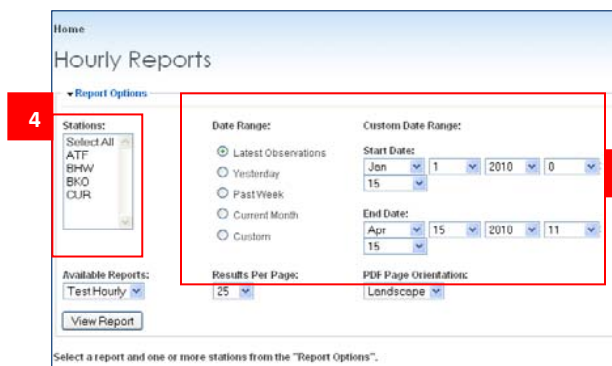 Home
Hourly Reports
Report Options
4
Stations:
Select All
ATF
BHW
BKO
CUR
Date Range:
Latest Observations
Yesterday
Past Week
Current Month
Custom
Custom Date Range:
Start Date:
Jan 1 2010 0 :
15
End Date:
Apr 15 2010 11 :
15
Available Reports:
Test Hourly
Results Per Page:
25
PDF Page Orientation:
Landscape
View Report
Select a report and one or more stations from the "Report Options".